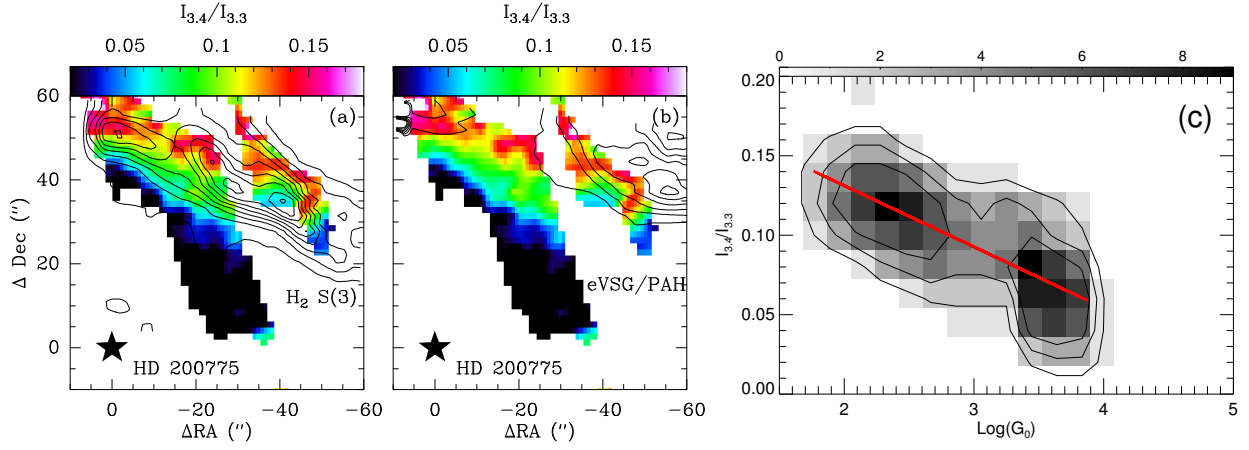 I3.4/I3.3
0.05 0.1 0.15
60
40
20
0
Δ Dec (″)
(a)
H2 S(3)
HD 200775
0 −20 −40 −60
ΔRA (″)
I3.4/I3.3
0.05 0.1 0.15
(b)
eVSG/PAH
HD 200775
0 −20 −40 −60
ΔRA (″)
0 2 4 6 8
(c)
0.20
0.15
0.10
0.05
0.00
I3.4/I3.3
2 3 4 5
Log(G0)